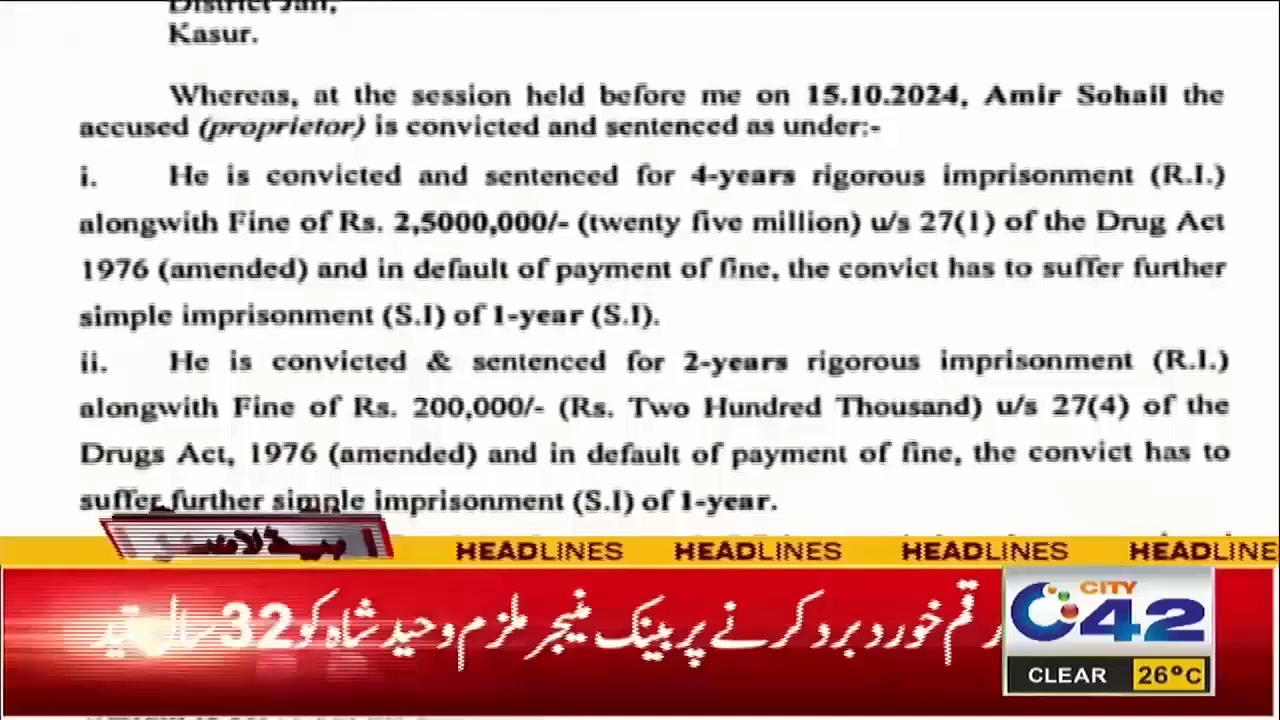 District Jail,
Kasur.
Whereas, at the session held before me on 15.10.2024, Amir Sohail the
accused (proprietor) is convicted and sentenced as under:-
i. He is convicted and sentenced for 4-years rigorous imprisonment (R.I.)
alongwith Fine of Rs. 2,5000,000/- (twenty five million) u/s 27(1) of the Drug Act
1976 (amended) and in default of payment of fine, the convict has to suffer further
simple imprisonment (S.I) of 1-year (S.I).
ii. He is convicted & sentenced for 2-years rigorous imprisonment (R.I.)
alongwith Fine of Rs. 200,000/- (Rs. Two Hundred Thousand) u/s 27(4) of the
Drugs Act, 1976 (amended) and in default of payment of fine, the convict has to
suffer further simple imprisonment (S.I) of 1-year.
ہیڈلائنز HEADLINES HEADLINES HEADLINES HEADLINE
رقم خوردبرد کرنے پر بینک منیجر ملزم وحید شاہ کو 32 سال قید
CITY
42
CLEAR 26°C